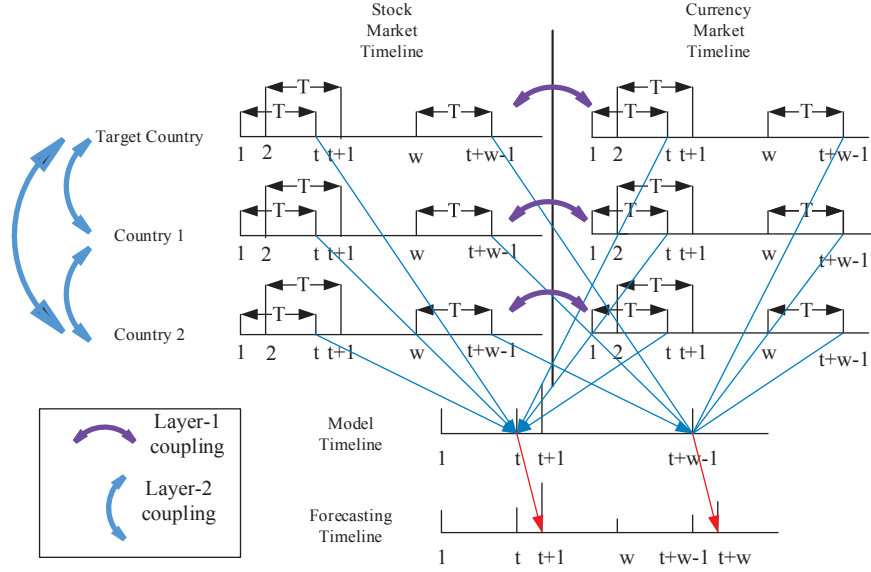 Stock
Market
Timeline
Currency
Market
Timeline
T
T
T
T
T
T
Target Country
1
2
t
t+1
w
t+w-1
1
2
t
t+1
w
t+w-1
T
T
T
T
T
T
Country 1
1
2
t
t+1
w
t+w-1
1
2
t
t+1
w
t+w-1
T
T
T
T
T
T
Country 2
1
2
t
t+1
w
t+w-1
1
2
t
t+1
w
t+w-1
Layer-1
coupling
Layer-2
coupling
Model
Timeline
1
t
t+1
t+w-1
Forecasting
Timeline
1
t
t+1
w
t+w-1
t+w